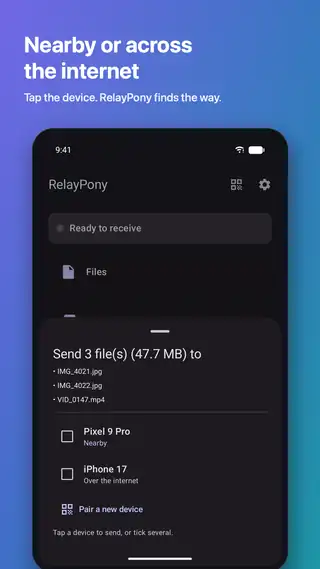 Nearby or across
the internet
Tap the device. RelayPony finds the way.
9:41
RelayPony
Ready to receive
Files
Send 3 file(s) (47.7 MB) to
• IMG_4021.jpg
• IMG_4022.jpg
• VID_0147.mp4
Pixel 9 Pro
Nearby
iPhone 17
Over the internet
Pair a new device
Tap a device to send, or tick several.